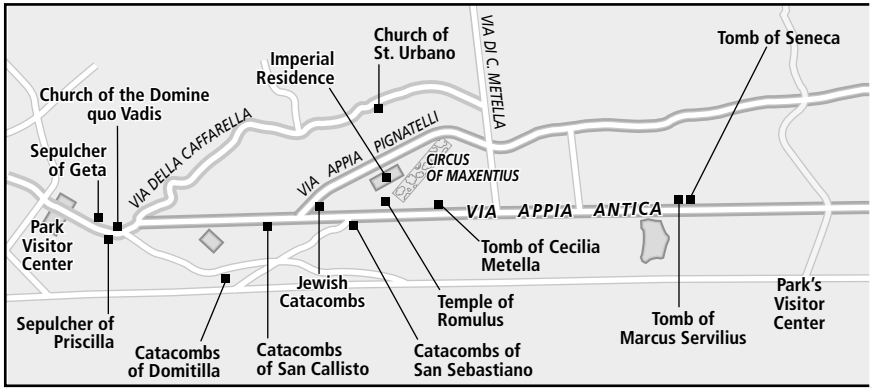 Church of
St. Urbano
VIA DI C. METELLA
Tomb of Seneca
Imperial
Residence
Church of the Domine
quo Vadis
VIA DELLA CAFFARELLA
VIA APPIA PIGNATELLI
Sepulcher
of Geta
CIRCUS
OF MAXENTIUS
VIA APPIA ANTICA
Park
Visitor
Center
Tomb of Cecilia
Metella
Jewish
Catacombs
Temple of
Romulus
Park's
Visitor
Center
Sepulcher of
Priscilla
Tomb of
Marcus Servilius
Catacombs
of Domitilla
Catacombs
of San Callisto
Catacombs of
San Sebastiano